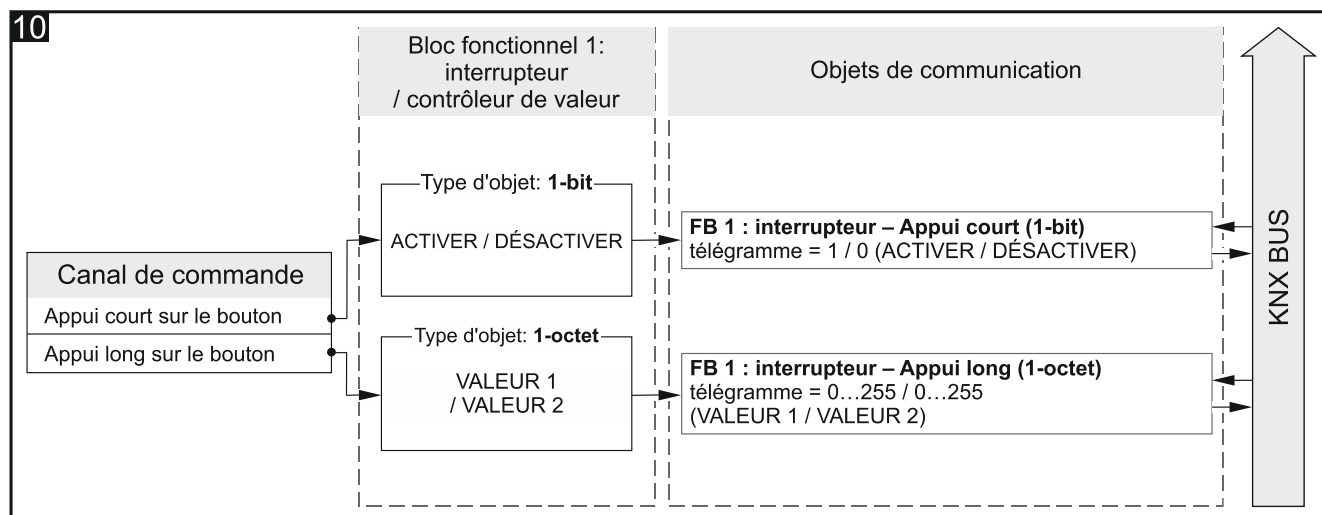 10
Bloc fonctionnel 1:
interrupteur
/ contrôleur de valeur
Objets de communication
Type d'objet: 1-bit
ACTIVER / DÉSACTIVER
FB 1 : interrupteur – Appui court (1-bit)
télégramme = 1 / 0 (ACTIVER / DÉSACTIVER)
Canal de commande
Appui court sur le bouton
Appui long sur le bouton
Type d'objet: 1-octet
VALEUR 1
/ VALEUR 2
FB 1 : interrupteur – Appui long (1-octet)
télégramme = 0…255 / 0…255
(VALEUR 1 / VALEUR 2)
KNX BUS